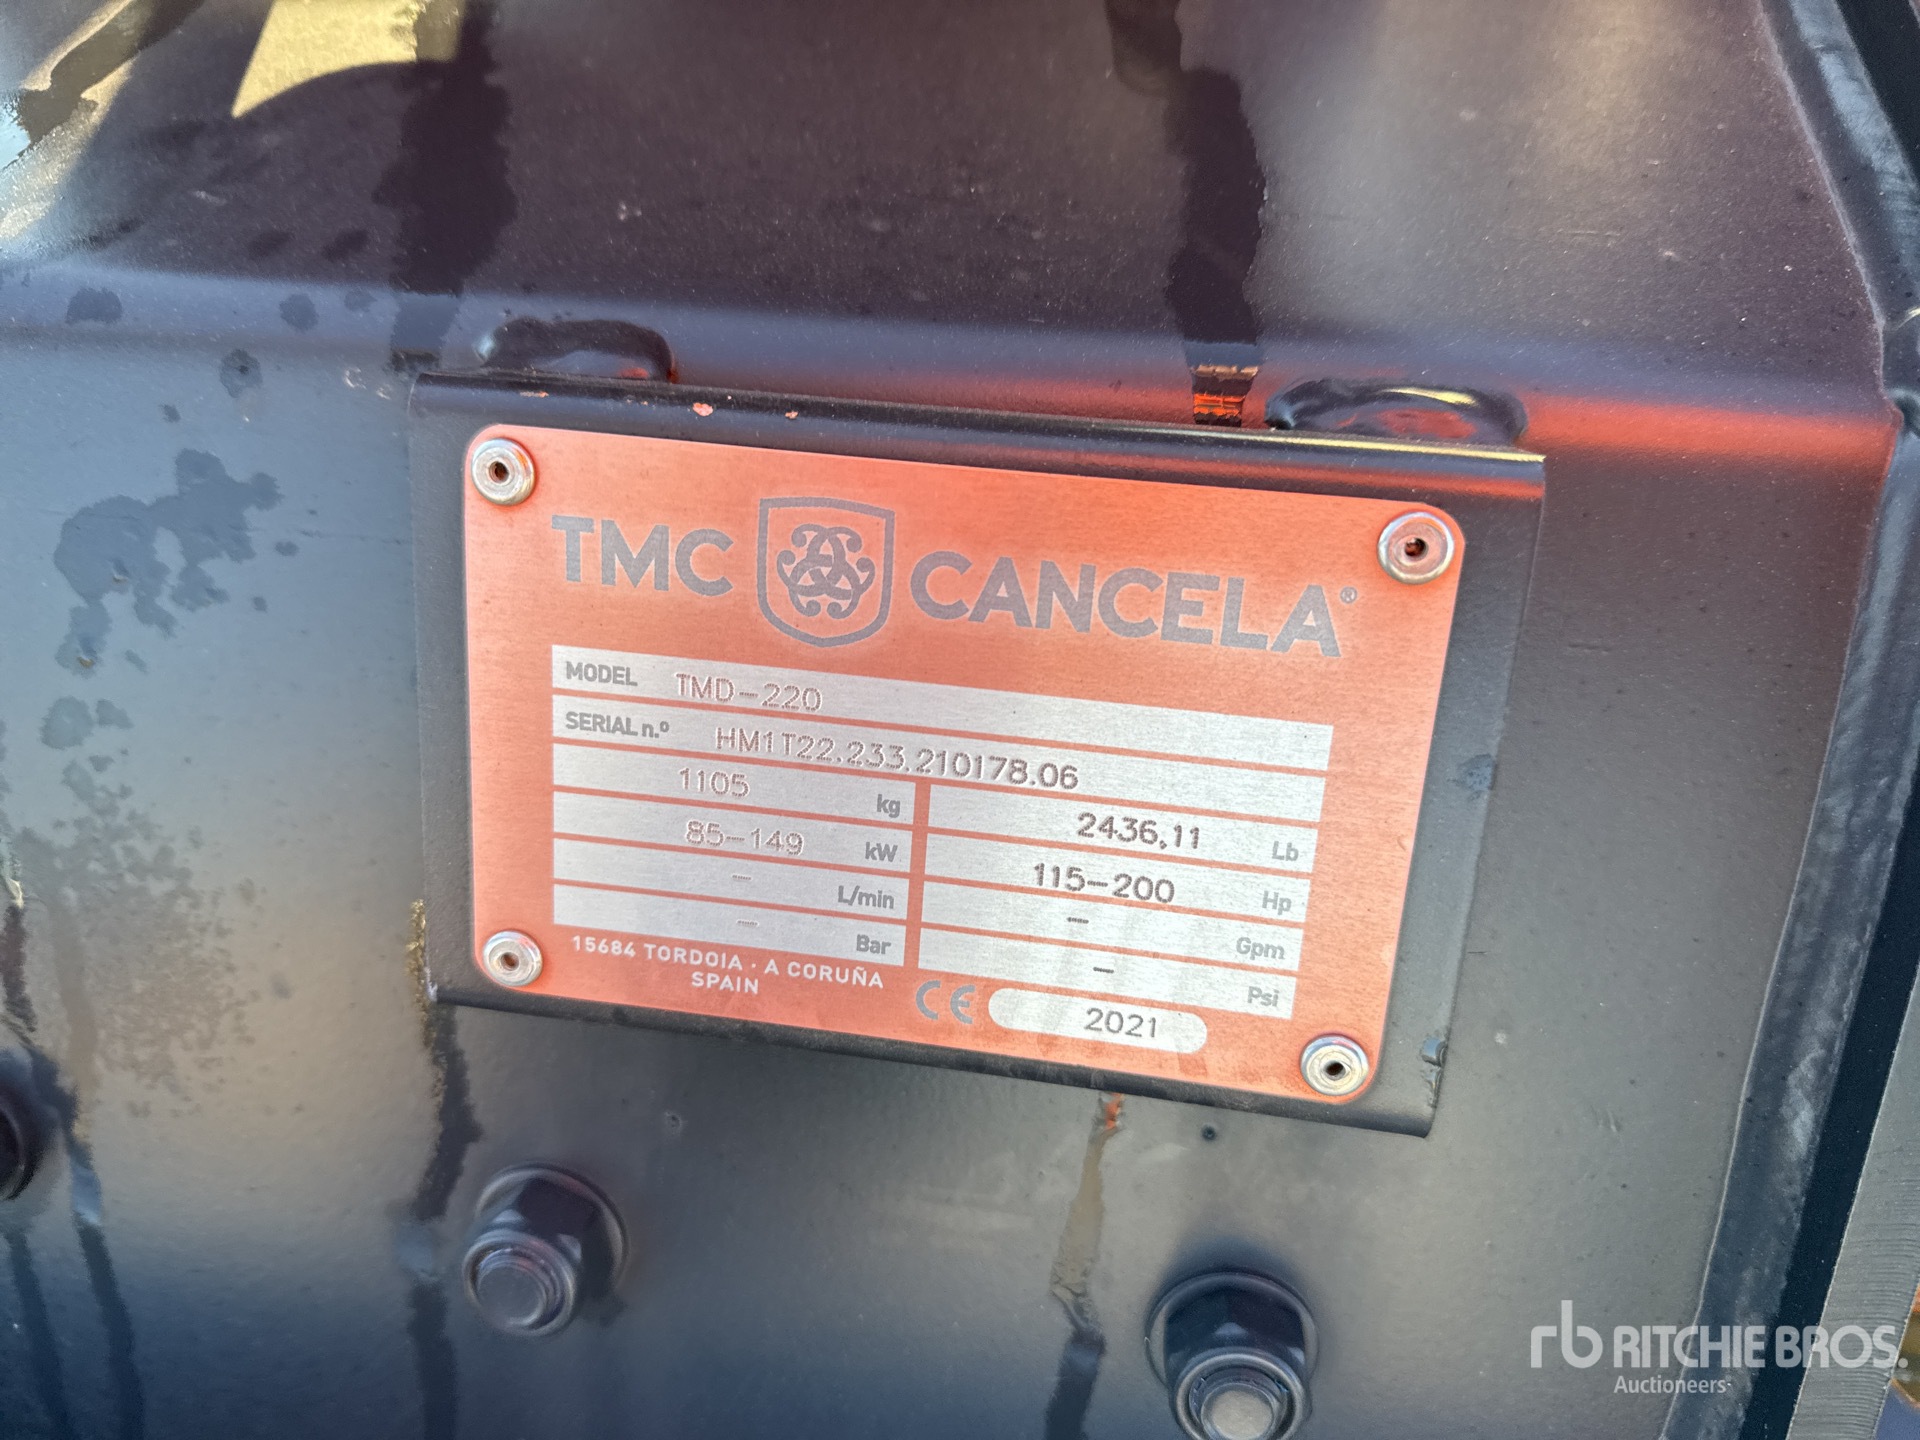 TMC CANCELA®
MODEL TMD-220
SERIAL n.º HM1T22.233.210178.06
1105 kg 2436,11 Lb
85-149 kW 115-200 Hp
- L/min - Gpm
- Bar - Psi
15684 TORDOIA · A CORUÑA
SPAIN
CE 2021
rb RITCHIE BROS.
Auctioneers